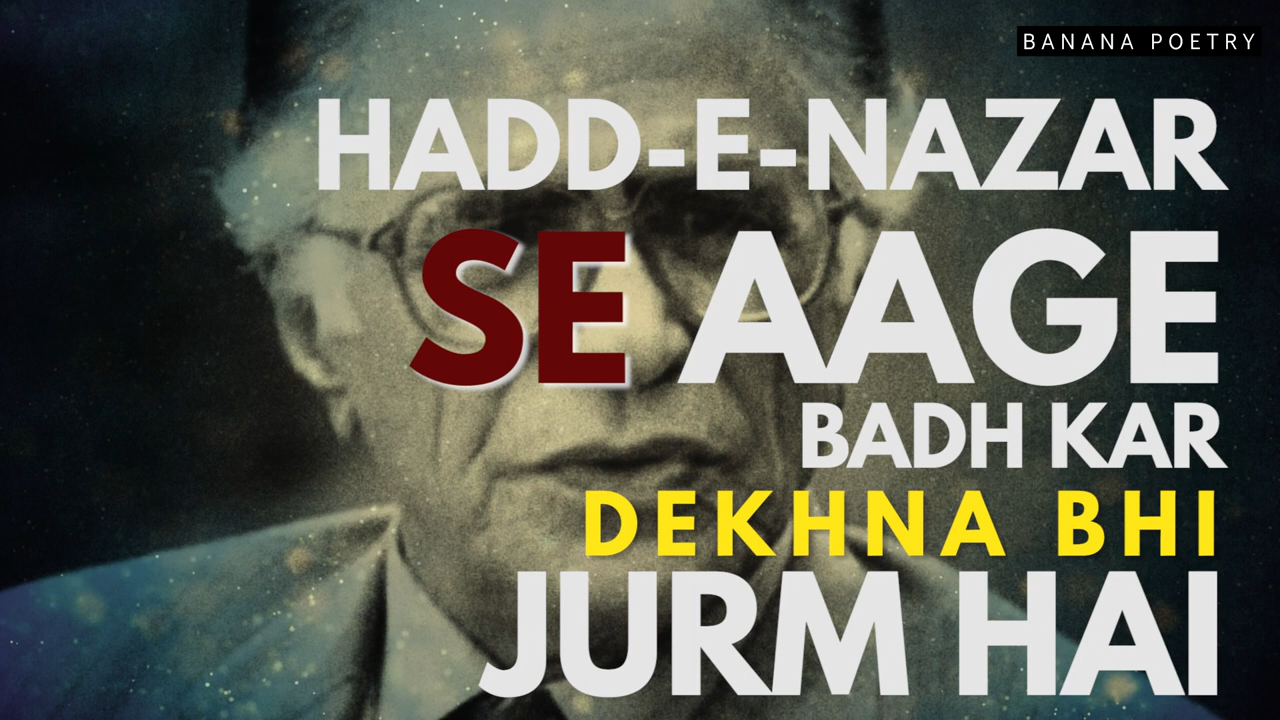 BANANA POETRY
HADD-E-NAZAR
SE AAGE
BADH KAR
DEKHNA BHI
JURM HAI